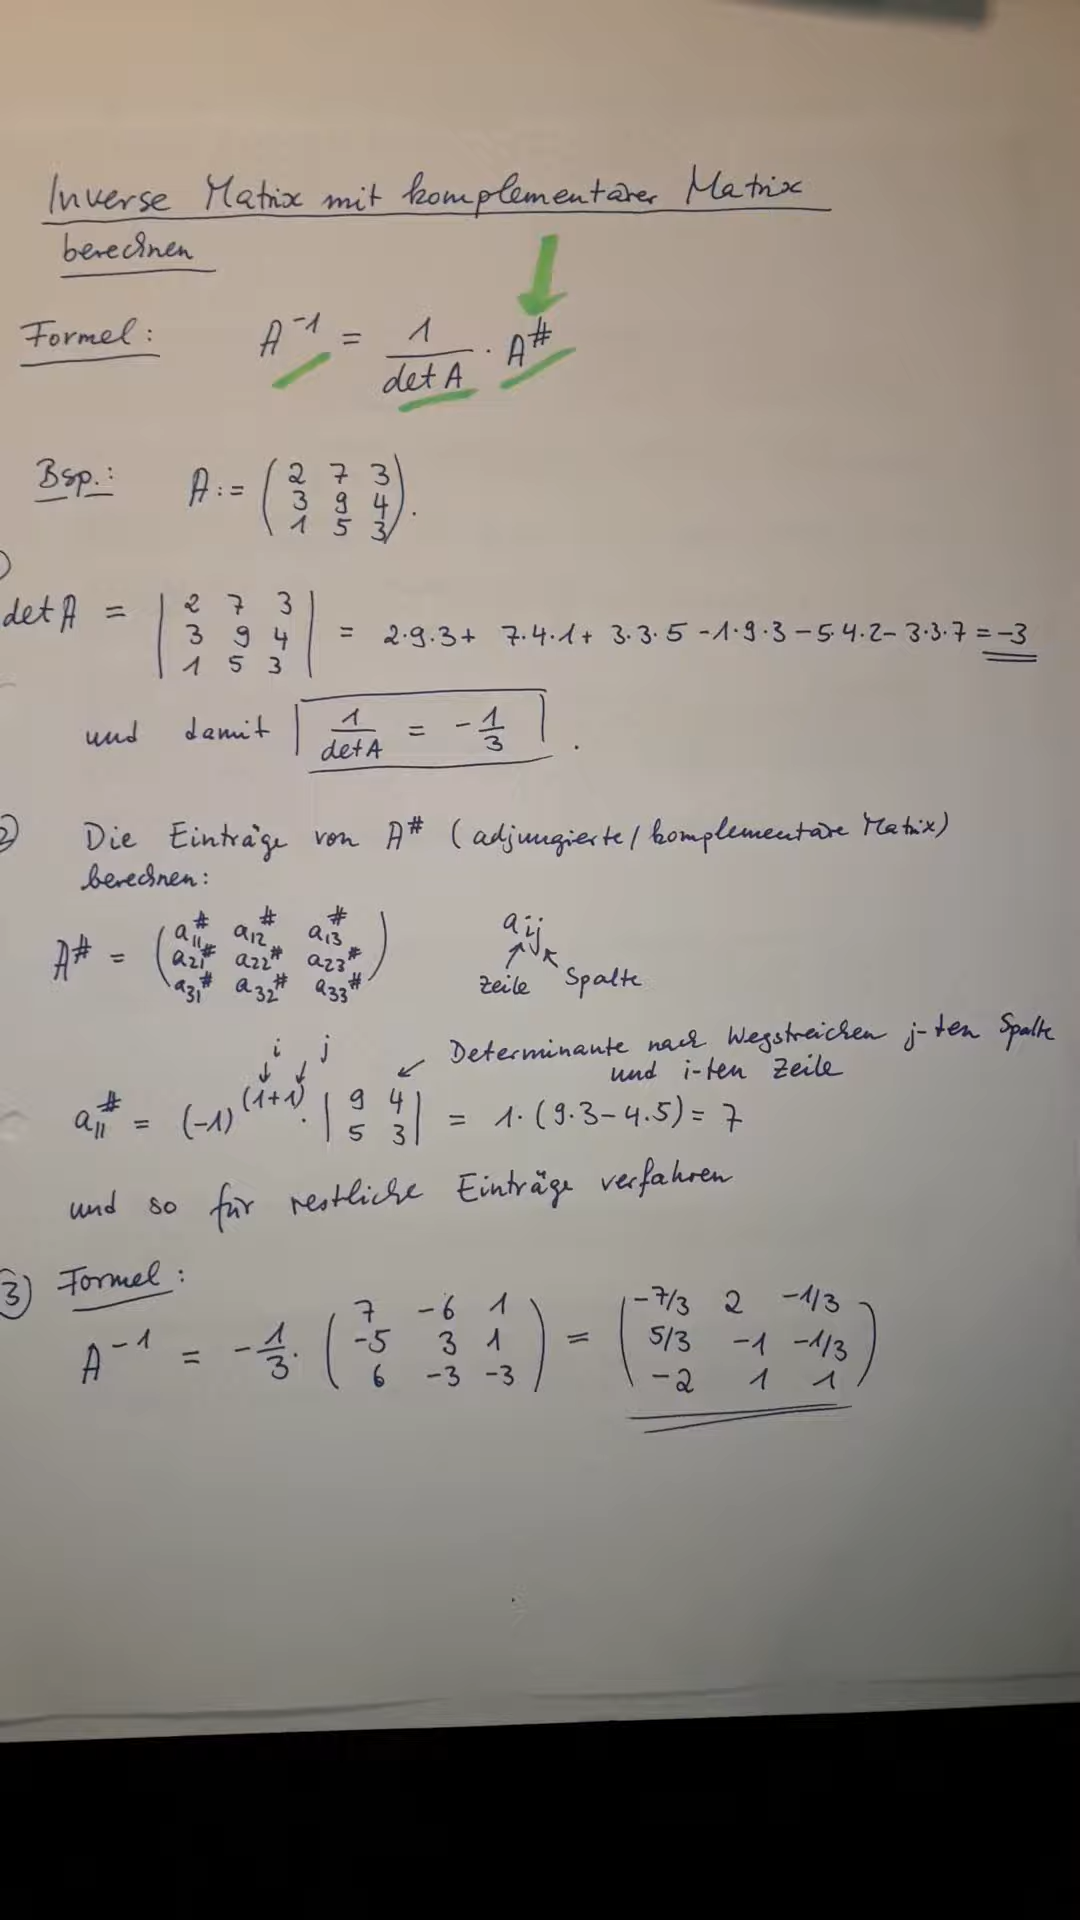 Inverse Matrix mit komplementärer Matrix
berechnen
Formel: A⁻¹ = 1/det A · A#
Bsp.: A := (2 7 3
3 9 4
1 5 3).
det A = |2 7 3
3 9 4
1 5 3| = 2·9·3 + 7·4·1 + 3·3·5 - 1·9·3 - 5·4·2 - 3·3·7 = -3
und damit 1/det A = -1/3 .
2 Die Einträge von A# (adjungierte/komplementäre Matrix)
berechnen:
A# = (a₁₁# a₁₂# a₁₃#
a₂₁# a₂₂# a₂₃#
a₃₁# a₃₂# a₃₃#)
aij
Zeile Spalte
i j
Determinante nach Wegstreichen j-ten Spalte
und i-ten Zeile
a₁₁# = (-1)^(1+1) · |9 4
5 3| = 1·(9·3 - 4·5) = 7
und so für restliche Einträge verfahren
3 Formel:
A⁻¹ = -1/3 · (7 -6 1
-5 3 1
6 -3 -3) = (-7/3 2 -1/3
5/3 -1 -1/3
-2 1 1)